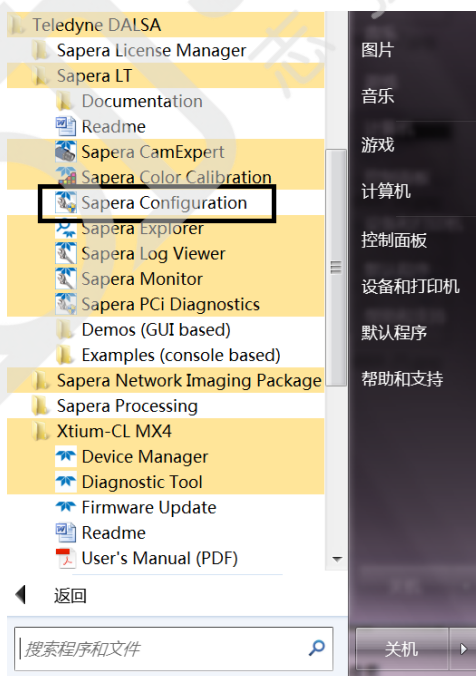 Teledyne DALSA
Sapera License Manager
Sapera LT
Documentation
Readme
Sapera CamExpert
Sapera Color Calibration
Sapera Configuration
Sapera Explorer
Sapera Log Viewer
Sapera Monitor
Sapera PCi Diagnostics
Demos (GUI based)
Examples (console based)
Sapera Network Imaging Package
Sapera Processing
Xtium-CL MX4
Device Manager
Diagnostic Tool
Firmware Update
Readme
User's Manual (PDF)
返回
搜索程序和文件
图片
音乐
游戏
计算机
控制面板
设备和打印机
默认程序
帮助和支持
关机